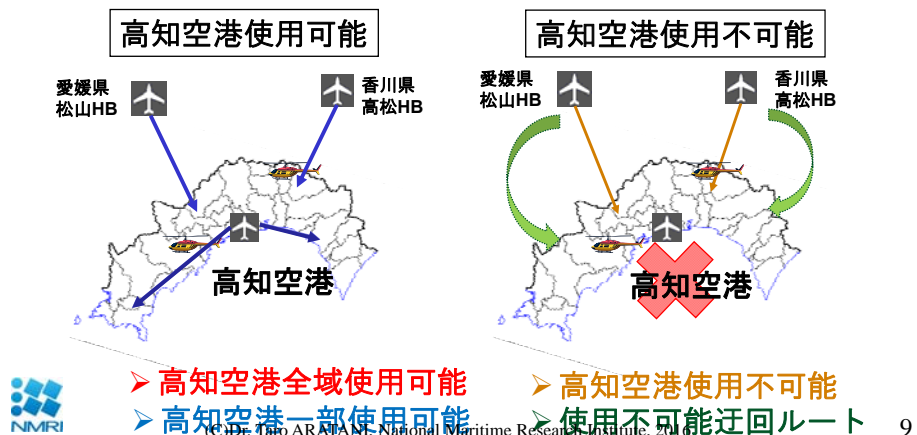 高知空港使用可能
愛媛県
松山HB
香川県
高松HB
高知空港
➢ 高知空港全域使用可能
➢ 高知空港一部使用可能
高知空港使用不可能
愛媛県
松山HB
香川県
高松HB
高知空港
➢ 高知空港使用不可能
➢ 使用不可能迂回ルート
NMRI
(C)Dr. Taro ARATANI, National Maritime Research Institute, 2016
9